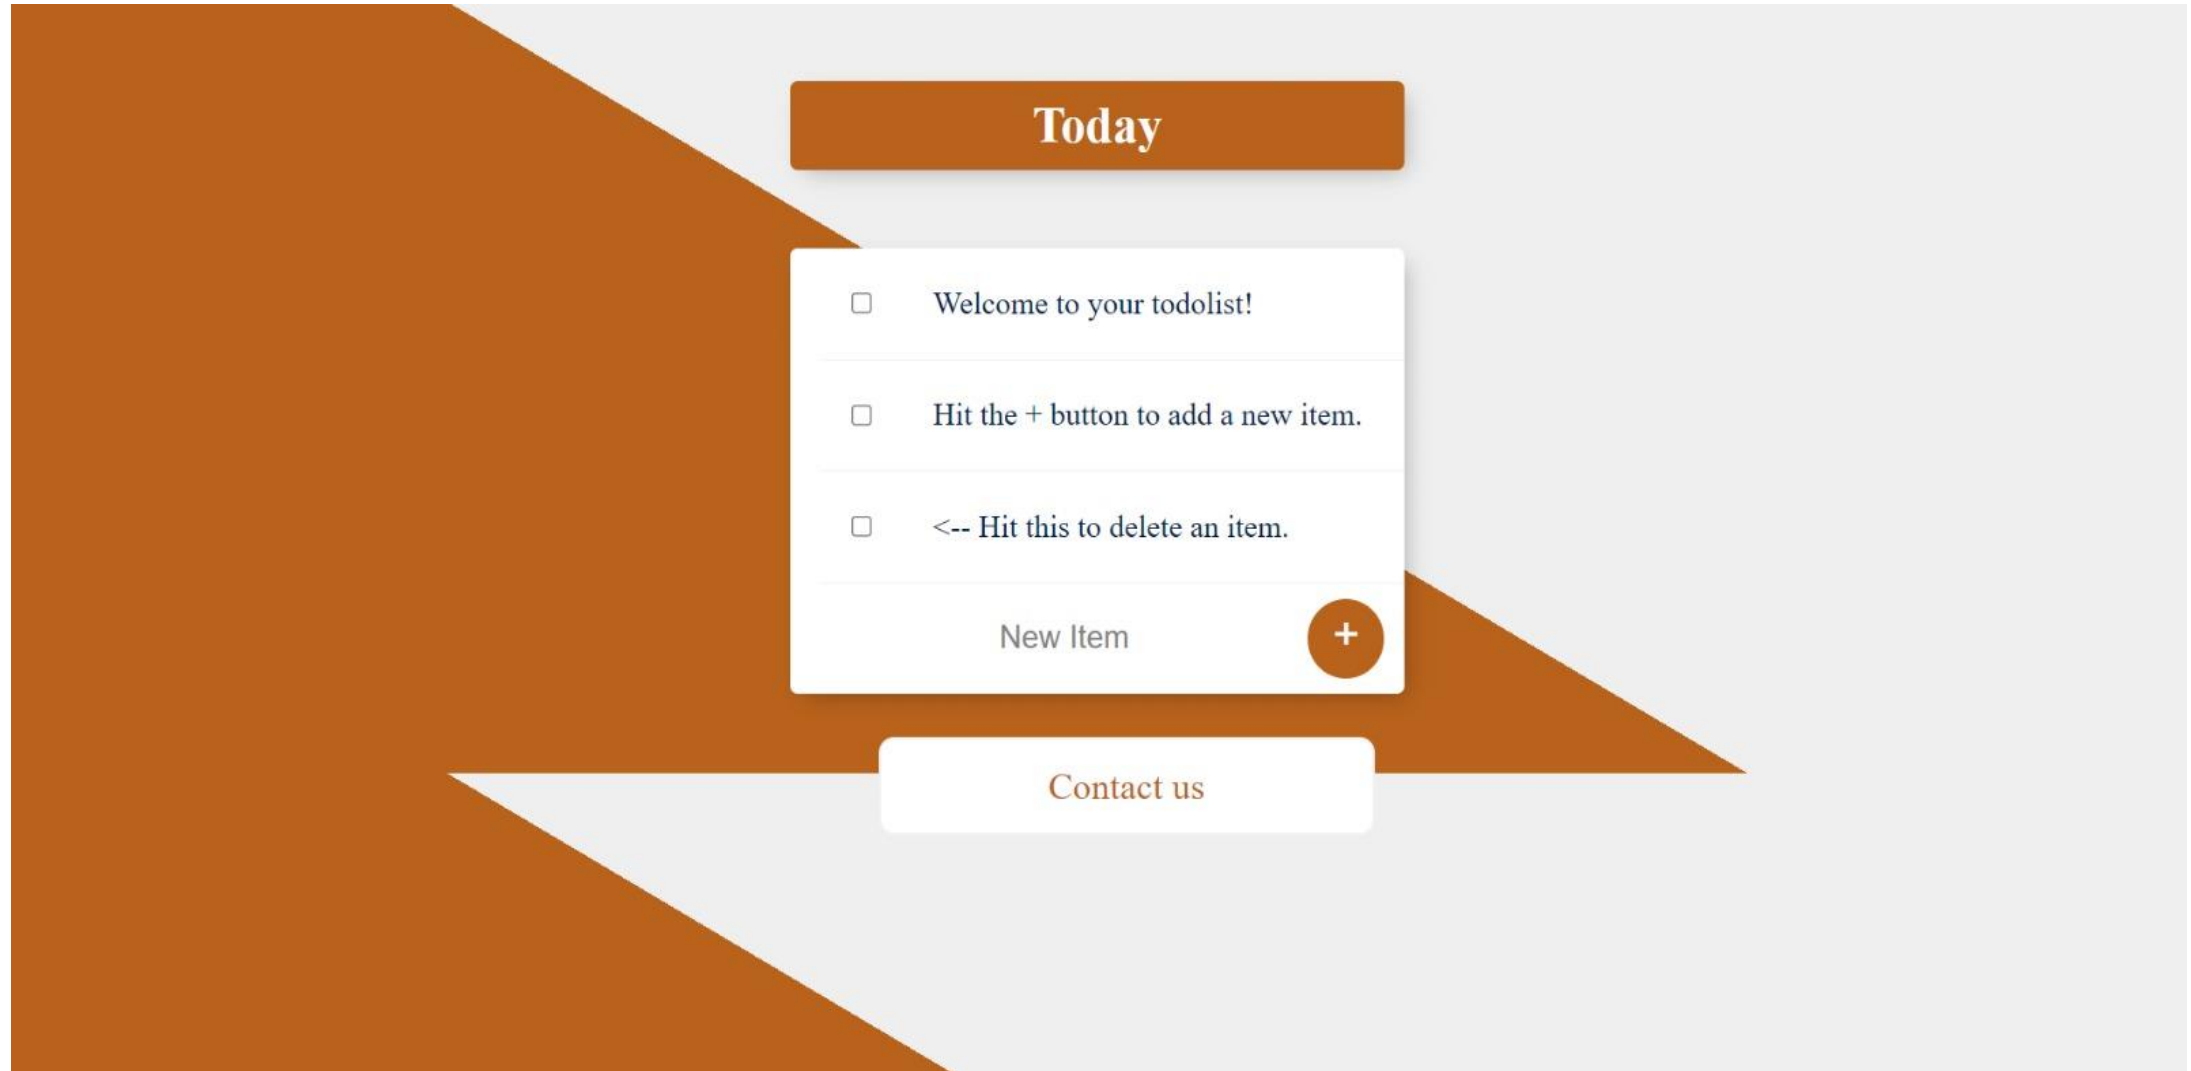 Today
Welcome to your todolist!
Hit the + button to add a new item.
<-- Hit this to delete an item.
New Item
+
Contact us